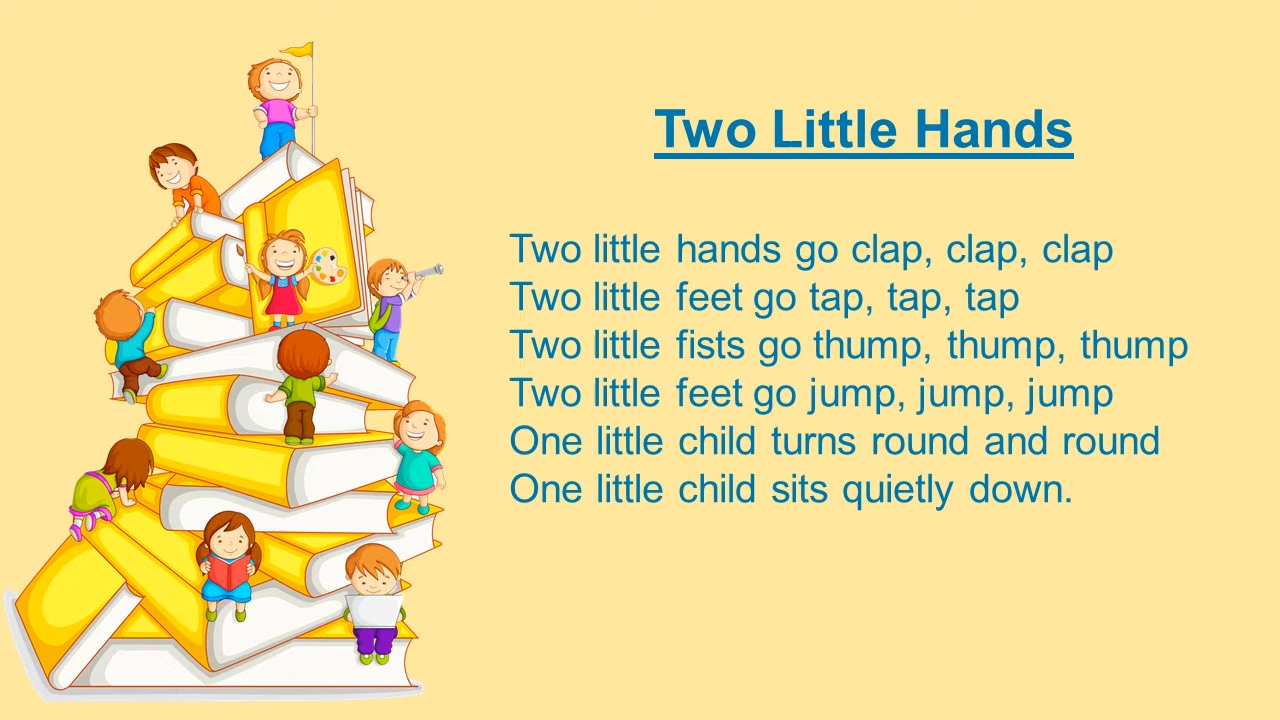 Two Little Hands
Two little hands go clap, clap, clap
Two little feet go tap, tap, tap
Two little fists go thump, thump, thump
Two little feet go jump, jump, jump
One little child turns round and round
One little child sits quietly down.